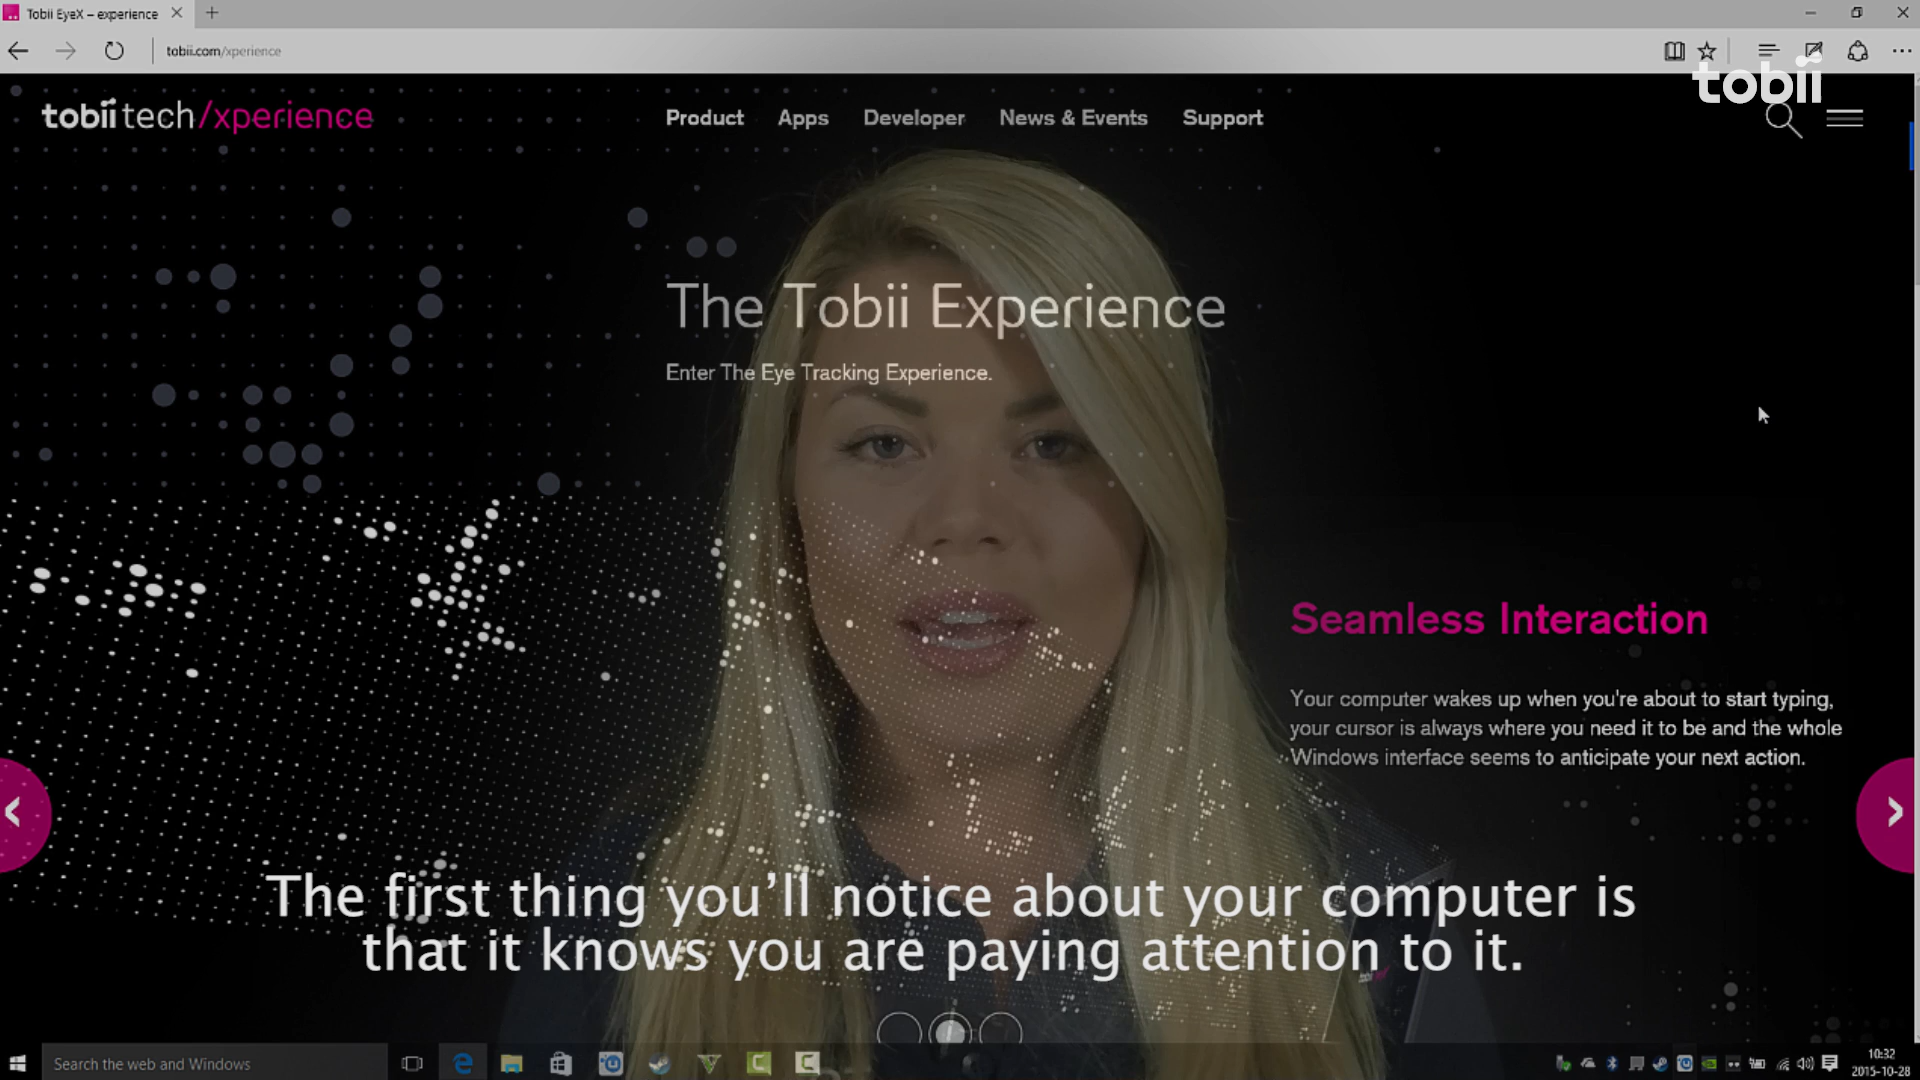 Tobii EyeX – experience
tobii.com/xperience
tobii
tobii tech/xperience
Product Apps Developer News & Events Support
The Tobii Experience
Enter The Eye Tracking Experience.
Seamless Interaction
Your computer wakes up when you're about to start typing,
your cursor is always where you need it to be and the whole
Windows interface seems to anticipate your next action.
The first thing you’ll notice about your computer is
that it knows you are paying attention to it.
Search the web and Windows
10:32
2015-10-28